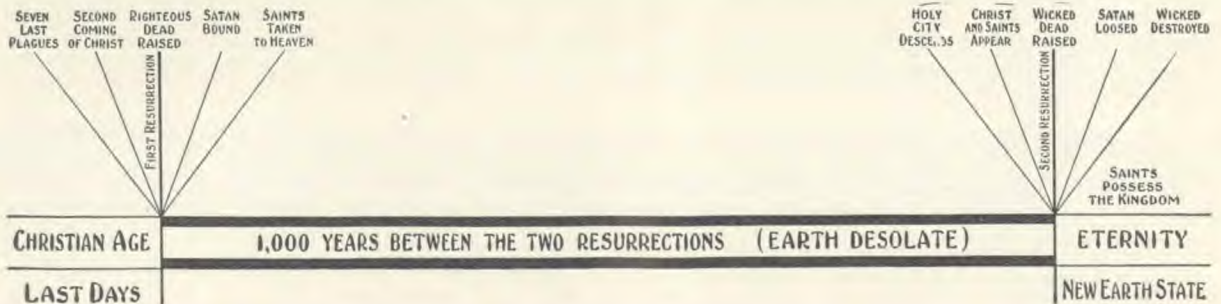 SEVEN
LAST
PLAGUES
SECOND
COMING
OF CHRIST
RIGHTEOUS
DEAD
RAISED
SATAN
BOUND
SAINTS
TAKEN
TO HEAVEN
FIRST RESURRECTION
HOLY
CITY
DESCENDS
CHRIST
AND SAINTS
APPEAR
WICKED
DEAD
RAISED
SATAN
LOOSED
WICKED
DESTROYED
SECOND RESURRECTION
SAINTS
POSSESS
THE KINGDOM
CHRISTIAN AGE
1,000 YEARS BETWEEN THE TWO RESURRECTIONS (EARTH DESOLATE)
ETERNITY
LAST DAYS
NEW EARTH STATE